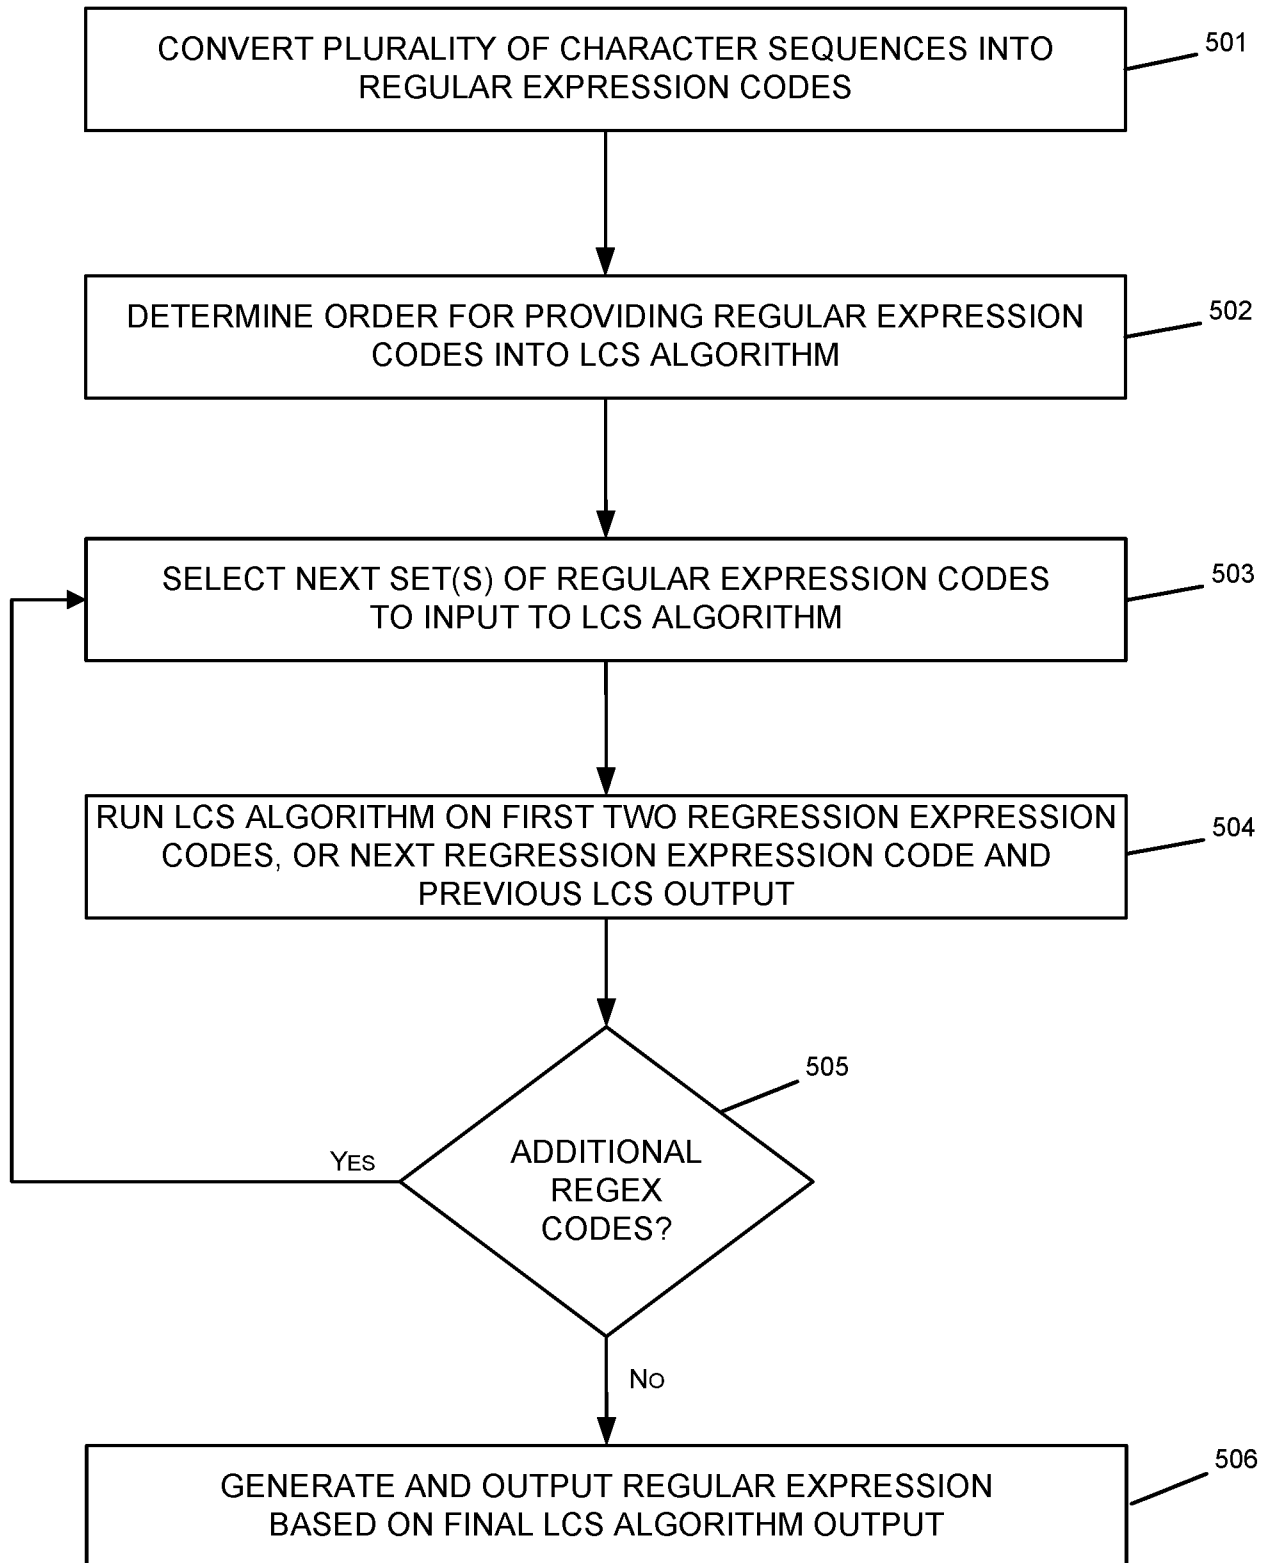 CONVERT PLURALITY OF CHARACTER SEQUENCES INTO
REGULAR EXPRESSION CODES
501
DETERMINE ORDER FOR PROVIDING REGULAR EXPRESSION
CODES INTO LCS ALGORITHM
502
SELECT NEXT SET(S) OF REGULAR EXPRESSION CODES
TO INPUT TO LCS ALGORITHM
503
RUN LCS ALGORITHM ON FIRST TWO REGRESSION EXPRESSION
CODES, OR NEXT REGRESSION EXPRESSION CODE AND
PREVIOUS LCS OUTPUT
504
505
YES
ADDITIONAL
REGEX
CODES?
NO
GENERATE AND OUTPUT REGULAR EXPRESSION
BASED ON FINAL LCS ALGORITHM OUTPUT
506